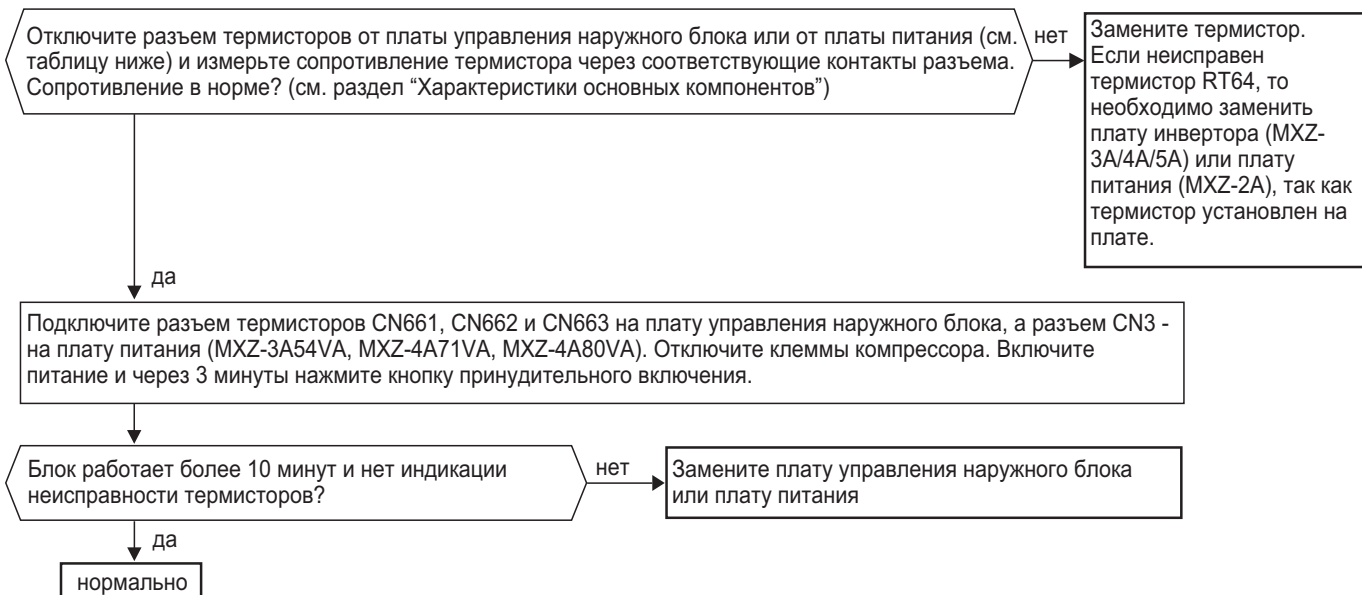 Отключите разъем термисторов от платы управления наружного блока или от платы питания (см.
таблицу ниже) и измерьте сопротивление термистора через соответствующие контакты разъема.
Сопротивление в норме? (см. раздел “Характеристики основных компонентов”)
нет
Замените термистор.
Если неисправен
термистор RT64, то
необходимо заменить
плату инвертора (MXZ-
3A/4A/5A) или плату
питания (MXZ-2A), так как
термистор установлен на
плате.
да
Подключите разъем термисторов CN661, CN662 и CN663 на плату управления наружного блока, а разъем CN3 -
на плату питания (MXZ-3A54VA, MXZ-4A71VA, MXZ-4A80VA). Отключите клеммы компрессора. Включите
питание и через 3 минуты нажмите кнопку принудительного включения.
Блок работает более 10 минут и нет индикации
неисправности термисторов?
нет
Замените плату управления наружного блока
или плату питания
да
нормально